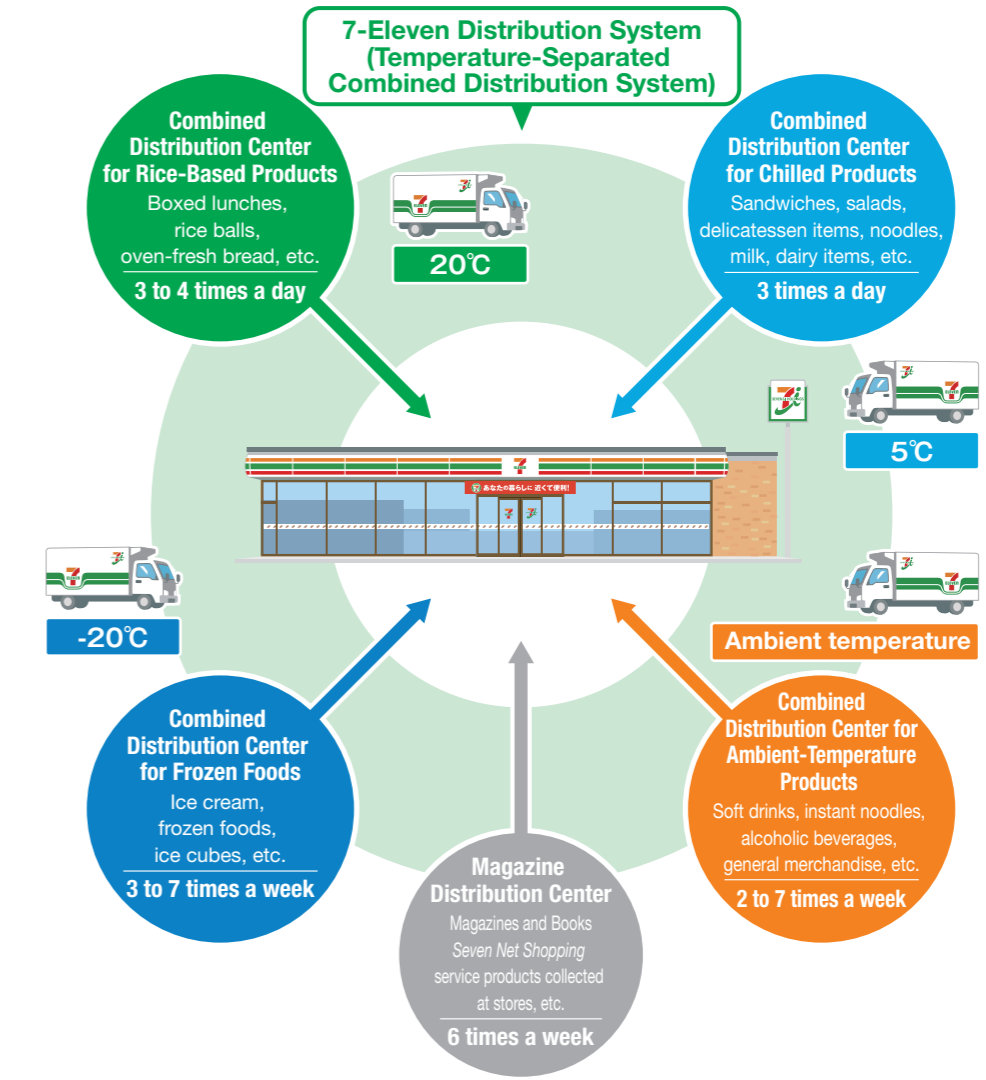 7-Eleven Distribution System
(Temperature-Separated
Combined Distribution System)
Combined
Distribution Center
for Rice-Based Products
Boxed lunches,
rice balls,
oven-fresh bread, etc.
3 to 4 times a day
20℃
Combined
Distribution Center
for Chilled Products
Sandwiches, salads,
delicatessen items, noodles,
milk, dairy items, etc.
3 times a day
5℃
あなたの暮らしに 近くて便利!
-20℃
Ambient temperature
Combined
Distribution Center
for Frozen Foods
Ice cream,
frozen foods,
ice cubes, etc.
3 to 7 times a week
Magazine
Distribution Center
Magazines and Books
Seven Net Shopping
service products collected
at stores, etc.
6 times a week
Combined
Distribution Center for
Ambient-Temperature
Products
Soft drinks, instant noodles,
alcoholic beverages,
general merchandise, etc.
2 to 7 times a week